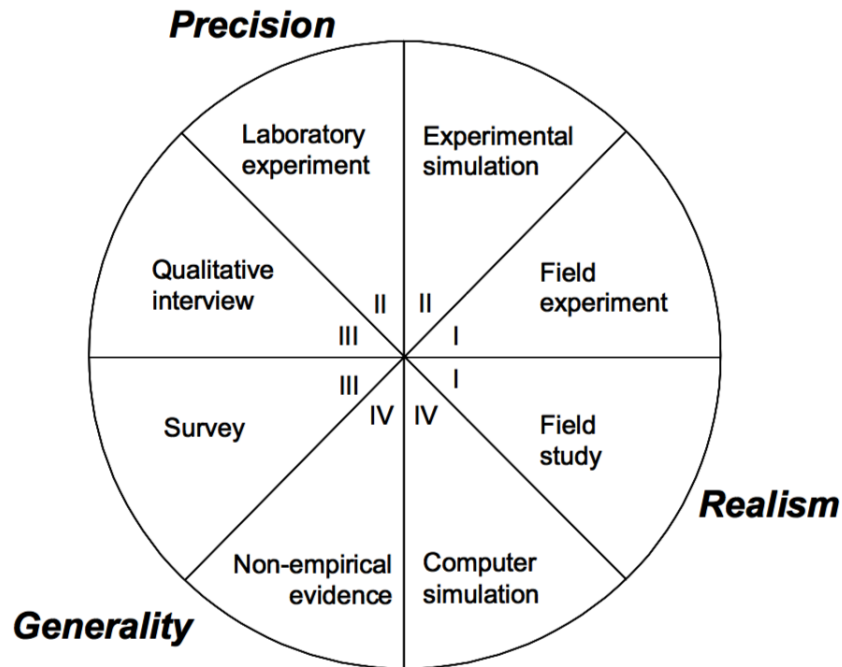 Precision
Laboratory
experiment
Experimental
simulation
Qualitative
interview
Field
experiment
II
II
III
I
III
I
IV
IV
Survey
Field
study
Realism
Non-empirical
evidence
Computer
simulation
Generality